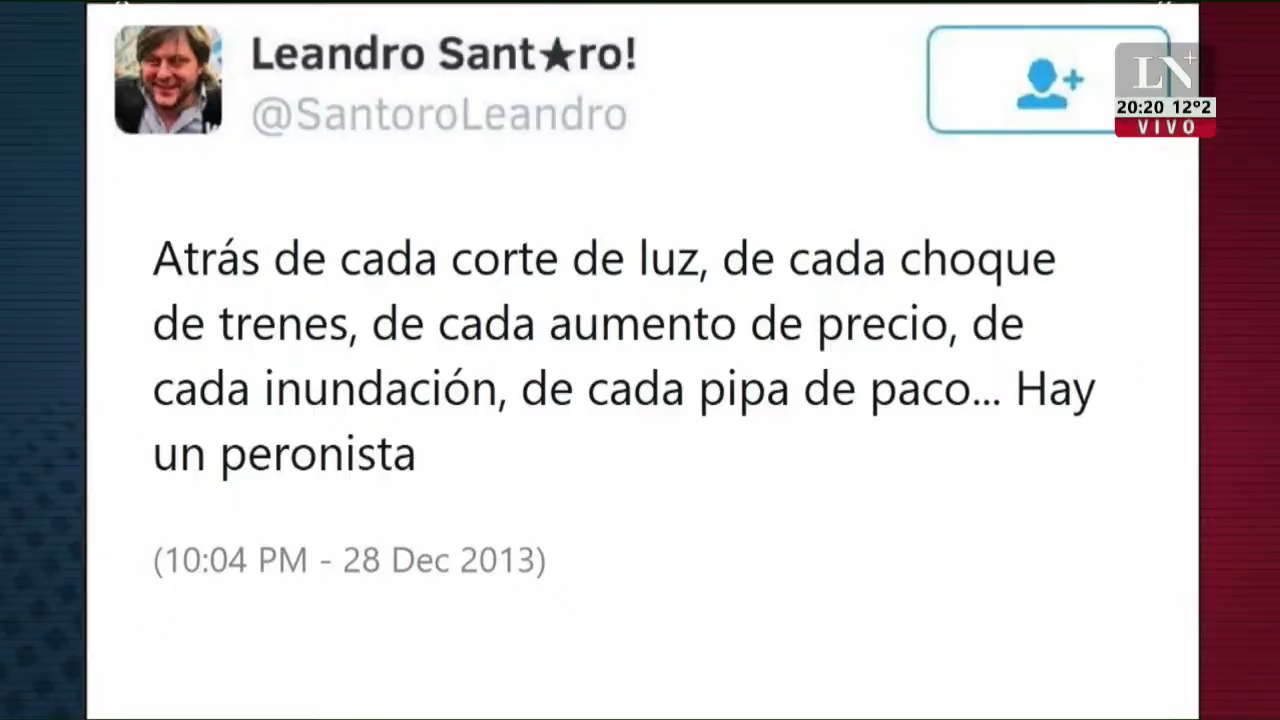 Leandro Sant★ro!
@SantoroLeandro
LN+
20:20 12º2
VIVO
Atrás de cada corte de luz, de cada choque
de trenes, de cada aumento de precio, de
cada inundación, de cada pipa de paco... Hay
un peronista
(10:04 PM - 28 Dec 2013)